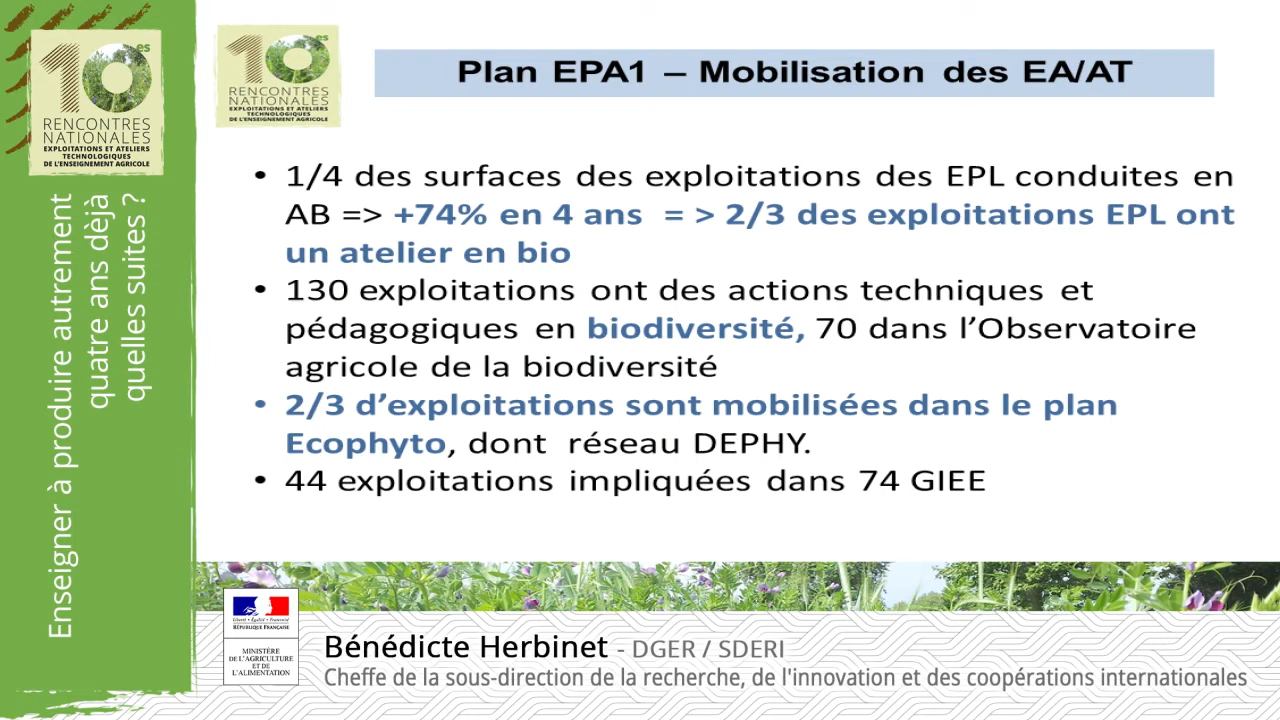 Enseigner à produire autrement
quatre ans dèjà
quelles suites ?
10es
RENCONTRES
NATIONALES
EXPLOITATIONS ET ATELIERS
TECHNOLOGIQUES
DE L'ENSEIGNEMENT AGRICOLE
10es
RENCONTRES
NATIONALES
EXPLOITATIONS ET ATELIERS
TECHNOLOGIQUES
DE L'ENSEIGNEMENT AGRICOLE
Plan EPA1 – Mobilisation des EA/AT
• 1/4 des surfaces des exploitations des EPL conduites en
AB => +74% en 4 ans = > 2/3 des exploitations EPL ont
un atelier en bio
• 130 exploitations ont des actions techniques et
pédagogiques en biodiversité, 70 dans l’Observatoire
agricole de la biodiversité
• 2/3 d’exploitations sont mobilisées dans le plan
Ecophyto, dont réseau DEPHY.
• 44 exploitations impliquées dans 74 GIEE
Liberté • Égalité • Fraternité
RÉPUBLIQUE FRANÇAISE
MINISTÈRE
DE L'AGRICULTURE
ET DE
L'ALIMENTATION
Bénédicte Herbinet - DGER / SDERI
Cheffe de la sous-direction de la recherche, de l'innovation et des coopérations internationales